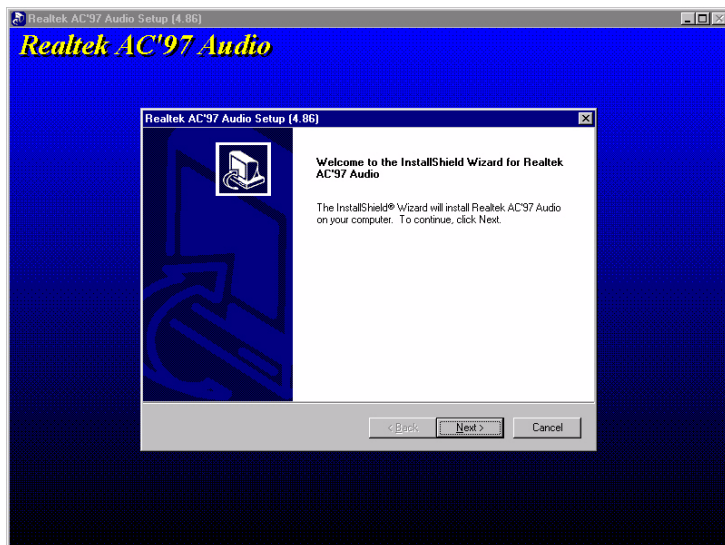 Realtek AC'97 Audio Setup (4.86)
Realtek AC'97 Audio
Realtek AC'97 Audio Setup (4.86)
Welcome to the InstallShield Wizard for Realtek
AC'97 Audio
The InstallShield® Wizard will install Realtek AC'97 Audio
on your computer. To continue, click Next.
< Back
Next >
Cancel